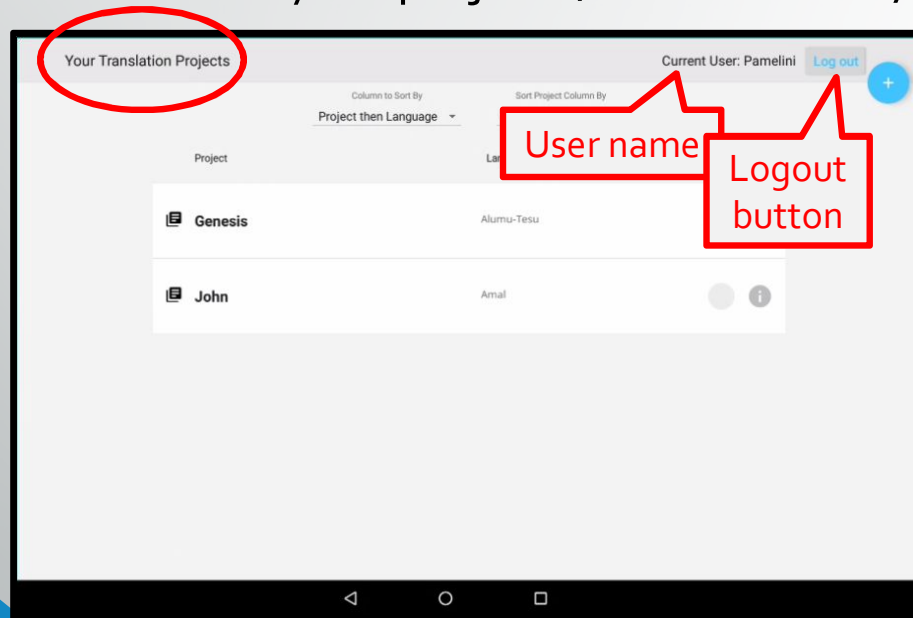 Your Translation Projects
Current User: Pamelini Log out
+
Column to Sort By Sort Project Column By
Project then Language
User name
Logout
button
Project
Genesis Alumu-Tesu
John Amal